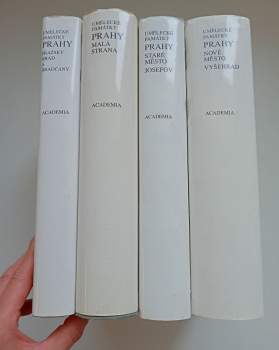 UMĚLECKÉ
PAMÁTKY
PRAHY
PRAŽSKÝ
HRAD
A
HRADČANY
ACADEMIA
UMĚLECKÉ
PAMÁTKY
PRAHY
MALÁ
STRANA
ACADEMIA
UMĚLECKÉ
PAMÁTKY
PRAHY
STARÉ
MĚSTO
JOSEFOV
ACADEMIA
UMĚLECKÉ
PAMÁTKY
PRAHY
NOVÉ
MĚSTO
VYŠEHRAD
ACADEMIA